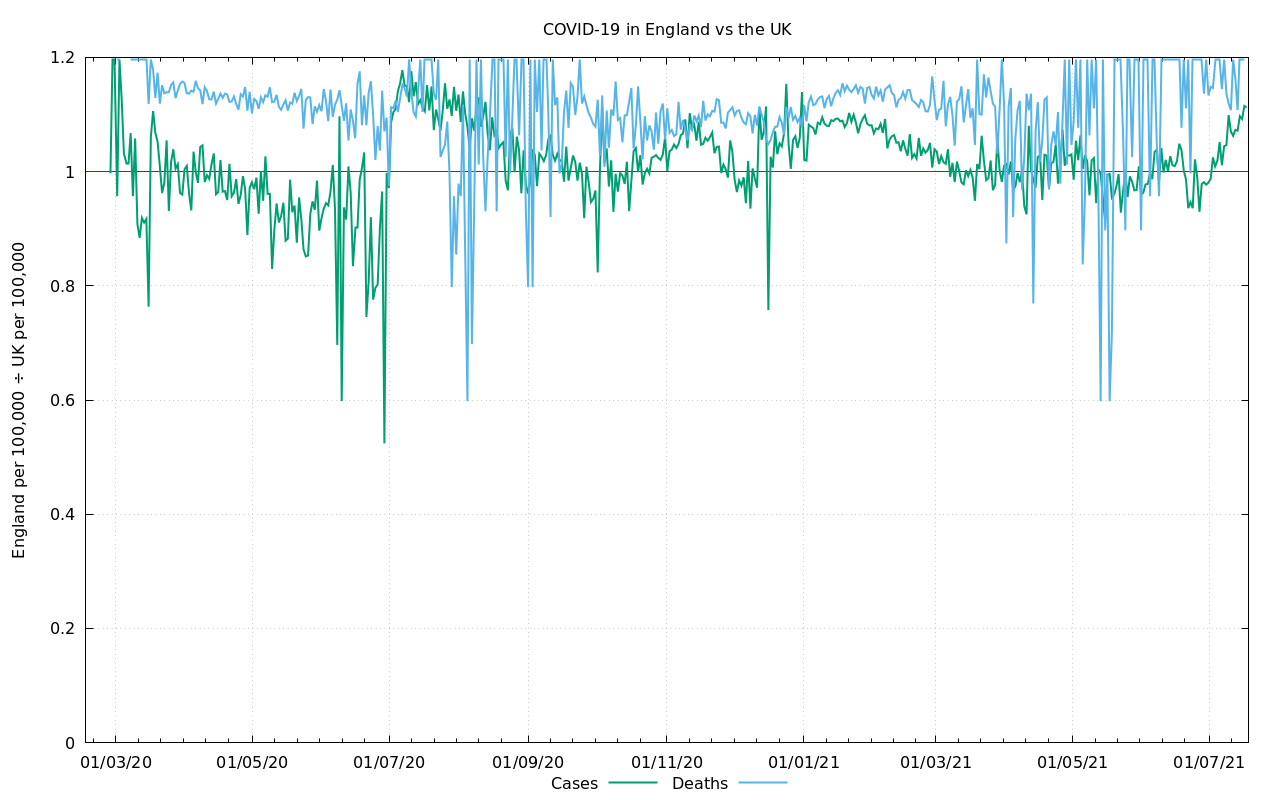 COVID-19 in England vs the UK
England per 100,000 ÷ UK per 100,000
1.2
1
0.8
0.6
0.4
0.2
0
01/03/20 01/05/20 01/07/20 01/09/20 01/11/20 01/01/21 01/03/21 01/05/21 01/07/21
Cases Deaths